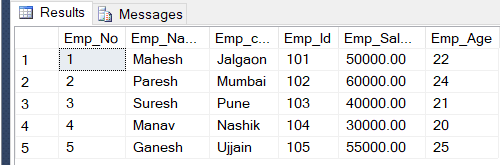 Results Messages
Emp_No Emp_Na... Emp_c... Emp_Id Emp_Sal... Emp_Age
1 1 Mahesh Jalgaon 101 50000.00 22
2 2 Paresh Mumbai 102 60000.00 24
3 3 Suresh Pune 103 40000.00 21
4 4 Manav Nashik 104 30000.00 20
5 5 Ganesh Ujjain 105 55000.00 25